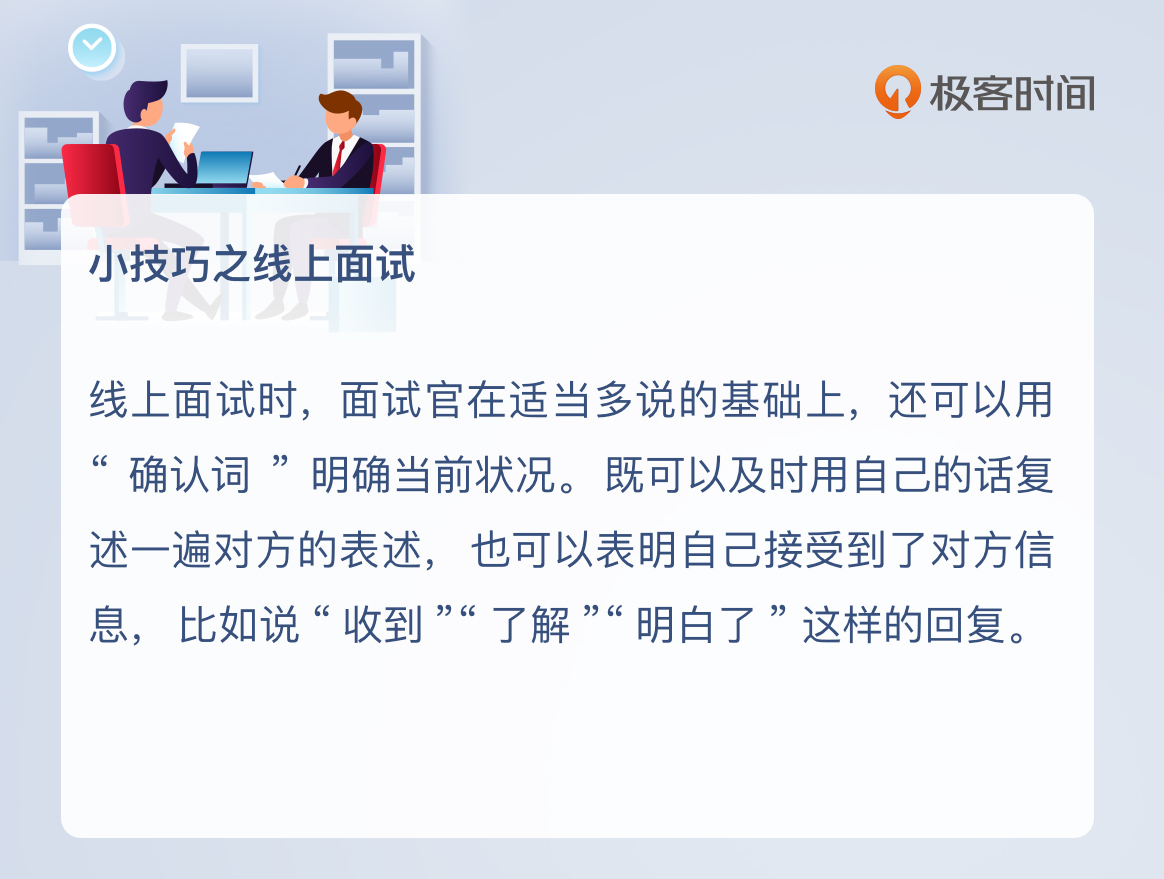 极客时间
小技巧之线上面试
线上面试时，面试官在适当多说的基础上，还可以用
“ 确认词 ” 明确当前状况。既可以及时用自己的话复
述一遍对方的表述， 也可以表明自己接受到了对方信
息， 比如说 “ 收到 ”“ 了解 ”“ 明白了 ” 这样的回复。